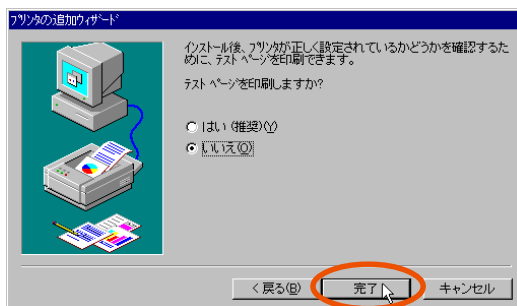 プリンタの追加ウィザード
インストール後、プリンタが正しく設定されているかどうかを確認するた
めに、テスト ページを印刷できます。
テスト ページを印刷しますか?
はい (推奨)(Y)
いいえ(O)
< 戻る(B)
完了
キャンセル